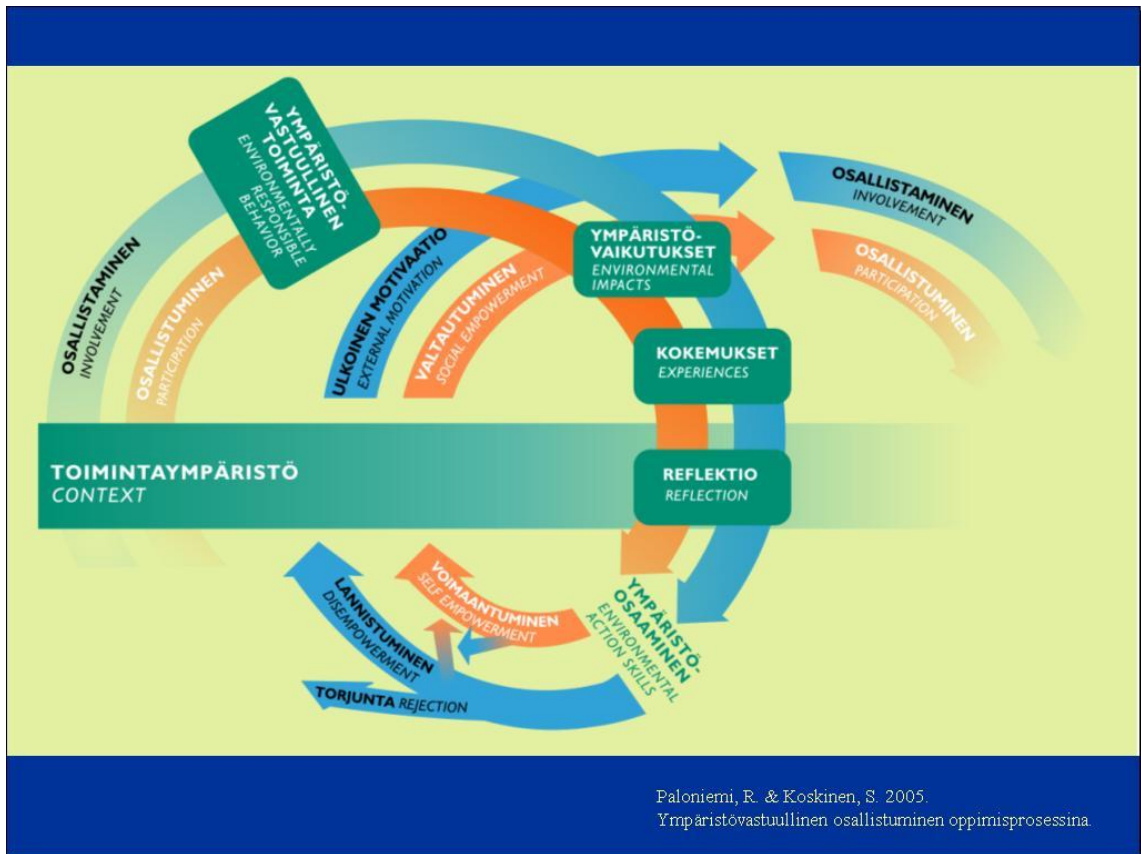 YMPÄRISTÖ-
VASTUULLINEN
TOIMINTA
ENVIRONMENTALLY
RESPONSIBLE
BEHAVIOR
OSALLISTAMINEN
INVOLVEMENT
OSALLISTUMINEN
PARTICIPATION
ULKOINEN MOTIVAATIO
EXTERNAL MOTIVATION
VALTAUTUMINEN
SOCIAL EMPOWERMENT
YMPÄRISTÖ-
VAIKUTUKSET
ENVIRONMENTAL
IMPACTS
OSALLISTAMINEN
INVOLVEMENT
OSALLISTUMINEN
PARTICIPATION
KOKEMUKSET
EXPERIENCES
TOIMINTAYMPÄRISTÖ
CONTEXT
REFLEKTIO
REFLECTION
YMPÄRISTÖ-
OSAAMINEN
ENVIRONMENTAL
ACTION SKILLS
VOIMAANTUMINEN
SELF EMPOWERMENT
LANNISTUMINEN
DISEMPOWERMENT
TORJUNTA REJECTION
Paloniemi, R. & Koskinen, S. 2005.
Ympäristövastuullinen osallistuminen oppimisprosessina.